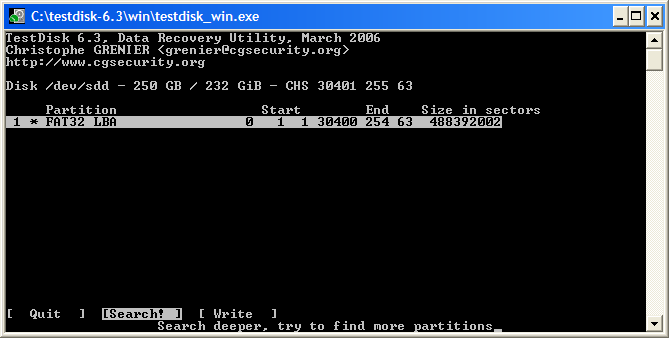 C:\testdisk-6.3\win\testdisk_win.exe
TestDisk 6.3, Data Recovery Utility, March 2006
Christophe GRENIER <grenier@cgsecurity.org>
http://www.cgsecurity.org
Disk /dev/sdd - 250 GB / 232 GiB - CHS 30401 255 63
Partition Start End Size in sectors
1 * FAT32 LBA 0 1 1 30400 254 63 488392002
[ Quit ] [Search! ] [ Write ]
Search deeper, try to find more partitions_